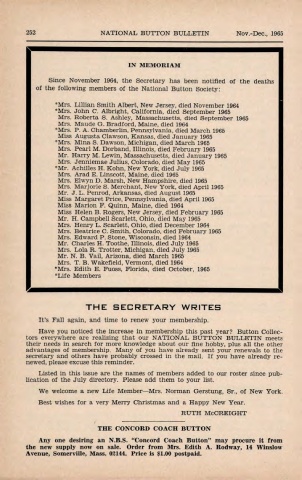 252 NATIONAL BUTTON BULLETIN Nov.-Dec., 1965
IN MEMORIAM
Since November 1964, the Secretary has been notified of the deaths
of the following members of the National Button Society:
*Mrs. Lillian Smith Albert, New Jersey, died November 1964
*Mrs. John C. Albright, California, died September 1965
Mrs. Roberta S. Ashley, Massachusetts, died September 1965
Mrs. Maude G. Bradford, Maine, died 1964
*Mrs. P. A. Chamberlin, Pennsylvania, died March 1965
Miss Augusta Clawson, Kansas, died January 1965
*Mrs. Mina S. Dawson, Michigan, died March 1965
Mrs. Pearl M. Dorband, Illinois, died February 1965
Mr. Harry M. Lewin, Massachusetts, died January 1965
Mrs. Jenniense Julius, Colorado, died May 1965
*Mr. Achilles H. Kohn, New York, died July 1965
Mrs. Arad E. Linscott, Maine, died 1965
Mrs. Elwyn D. Marsh, New Hampshire, died 1965
Mrs. Marjorie S. Merchant, New York, died April 1965
Mr. J. L. Penrod, Arkansas, died August 1965
Miss Margaret Price, Pennsylvania, died April 1965
Miss Marion F. Quinn, Maine, died 1964
Miss Helen B. Rogers, New Jersey, died February 1965
Mr. H. Campbell Scarlett, Ohio, died May 1965
Mrs. Henry L. Scarlett, Ohio, died December 1964
Mrs. Beatrice C. Smith, Colorado, died February 1965
Mrs. Edward P. Stone, Wisconsin, died 1964
Mr. Charles H. Toothe, Illinois, died July 1965
Mrs. Lola R. Trotter, Michigan, died July 1965
Mr. N. B. Vail, Arizona, died March 1965
Mrs. T. B. Wakefield, Vermont, died 1964
*Mrs. Edith E. Fuoss, Florida, died October, 1965
*Life Members
THE SECRETARY WRITES
It's Fall again, and time to renew your membership.
Have you noticed the increase in membership this past year? Button Collec-
tors everywhere are realizing that our NATIONAL BUTTON BULLETIN meets
their needs in search for more knowledge about our fine hobby, plus all the other
advantages of membership. Many of you have already sent your renewals to the
secretary and others have probably crossed in the mail. If you have already re-
newed, please excuse this reminder.
Listed in this issue are the names of members added to our roster since pub-
lication of the July directory. Please add them to your list.
We welcome a new Life Member—Mrs. Norman Gerstung, Sr., of New York.
Best wishes for a very Merry Christmas and a Happy New Year.
RUTH McCREIGHT
THE CONCORD COACH BUTTON
Any one desiring an N.B.S. "Concord Coach Button" may procure it from
the new supply now on sale. Order from Mrs. Edith A. Rodway, 14 Winslow
Avenue, Somerville, Mass. 02144. Price is $1.00 postpaid.